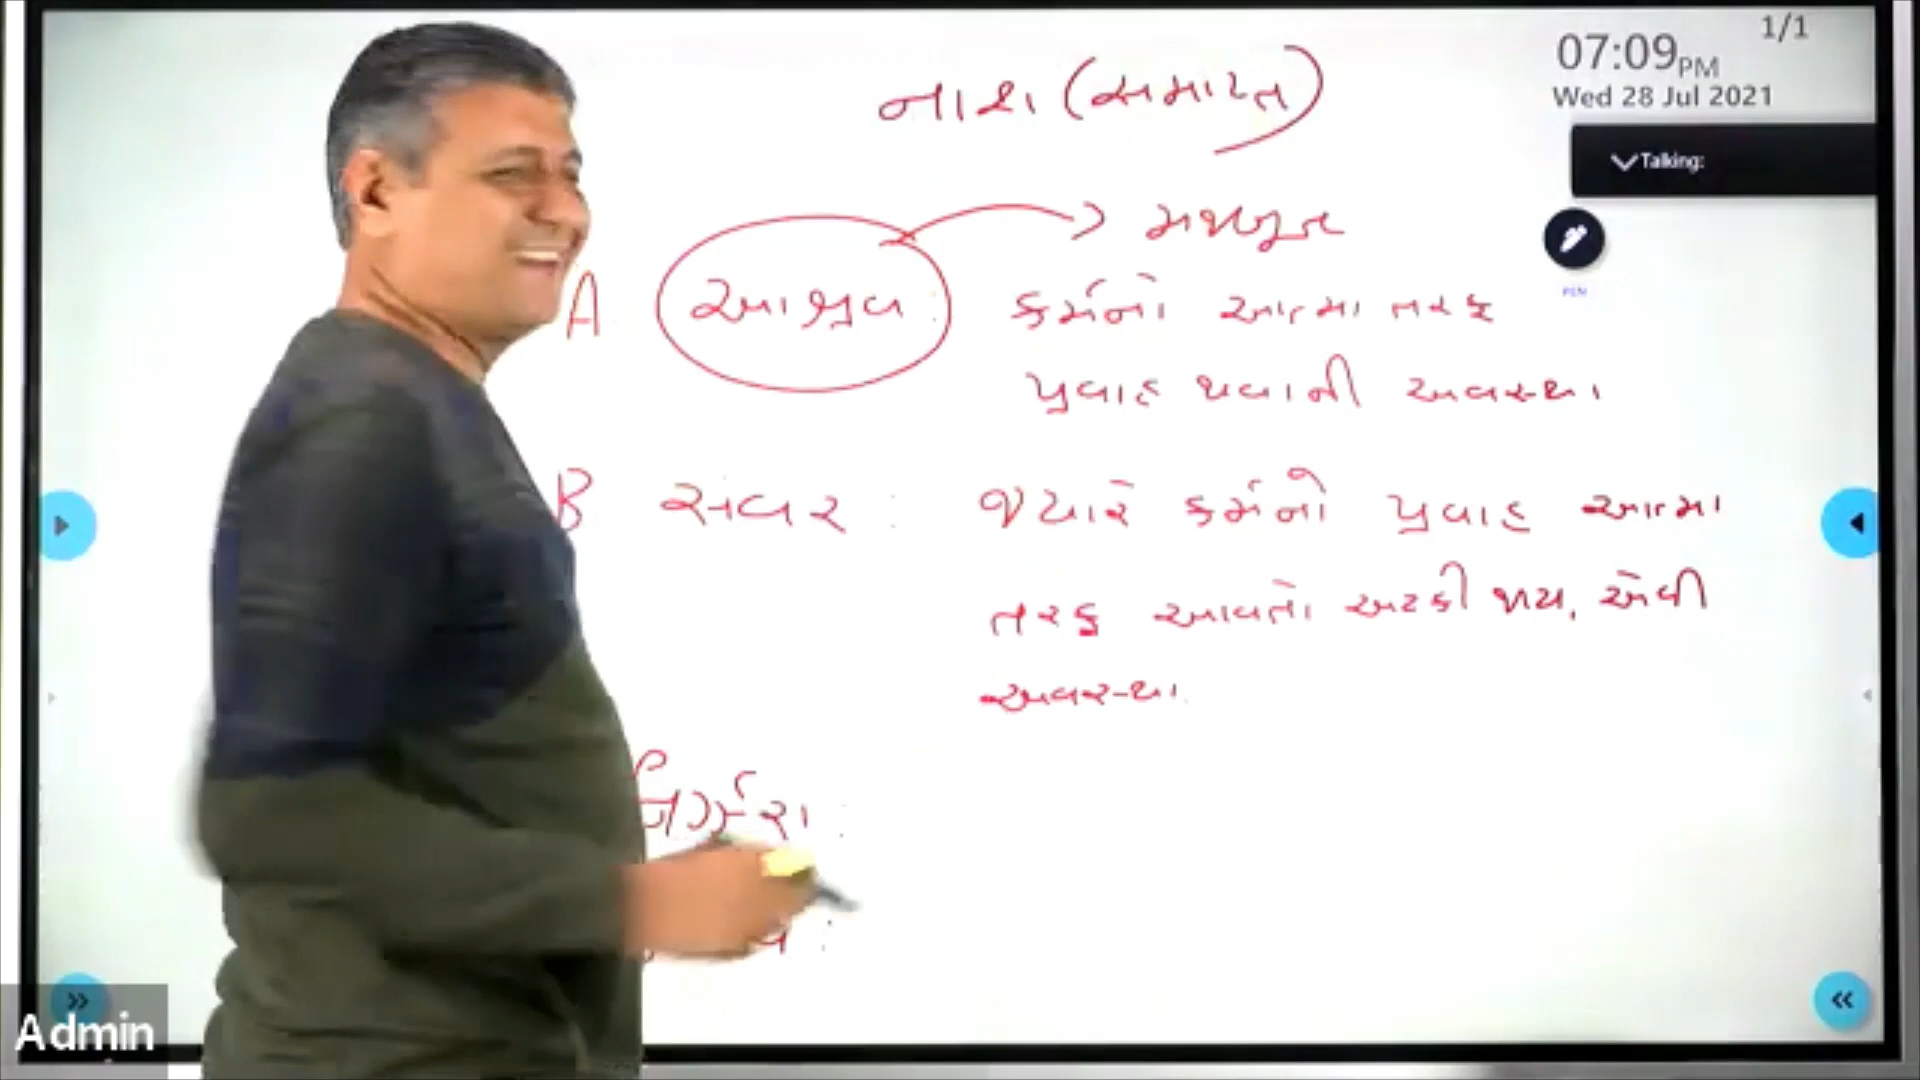 07:09PM 1/1
Wed 28 Jul 2021
Talking:
PEN
નાશ (સમાપ્ત)
મજબૂત
A આશ્રવ : કર્મનો આત્મા તરફ
પ્રવાહ થવાની અવસ્થા
B સંવર : જ્યારે કર્મનો પ્રવાહ આત્મા
તરફ આવતો અટકી જાય, એવી
અવસ્થા
નિર્જરા :
Admin